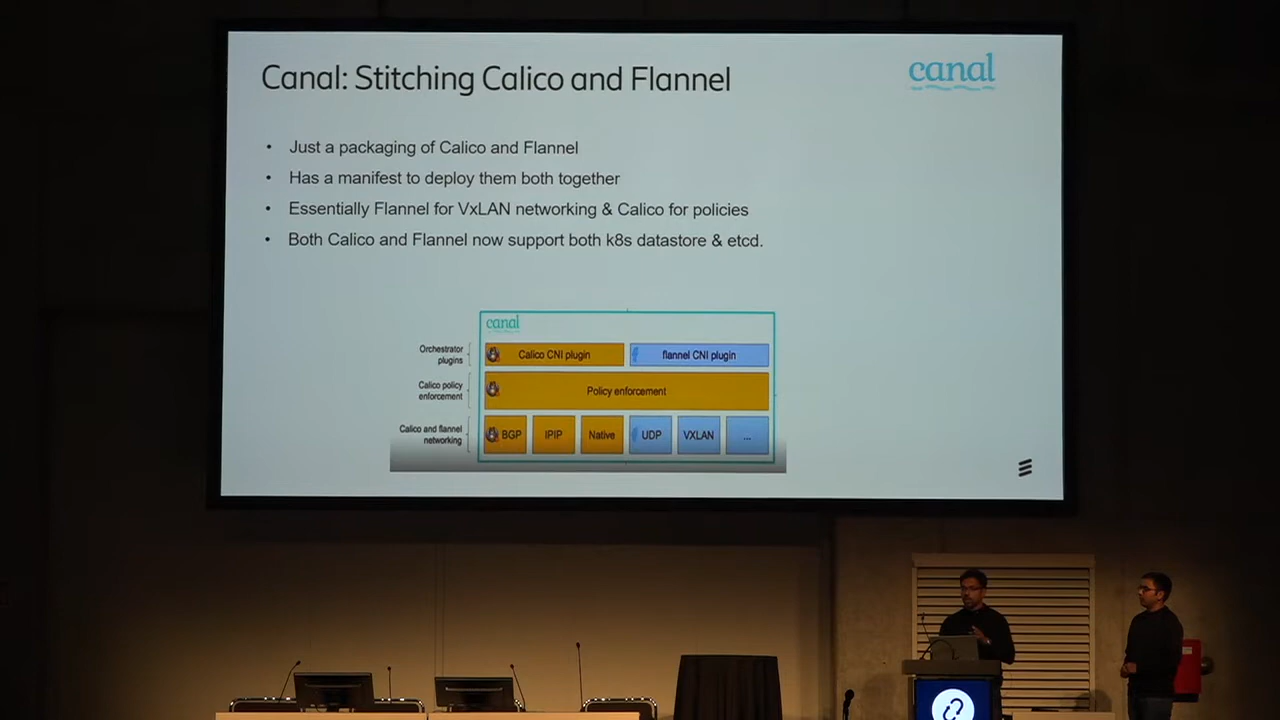 Canal: Stitching Calico and Flannel
canal
• Just a packaging of Calico and Flannel
• Has a manifest to deploy them both together
• Essentially Flannel for VxLAN networking & Calico for policies
• Both Calico and Flannel now support both k8s datastore & etcd.
canal
Orchestrator
plugins
Calico CNI plugin
flannel CNI plugin
Calico policy
enforcement
Policy enforcement
Calico and flannel
networking
BGP
IPIP
Native
UDP
VXLAN
...